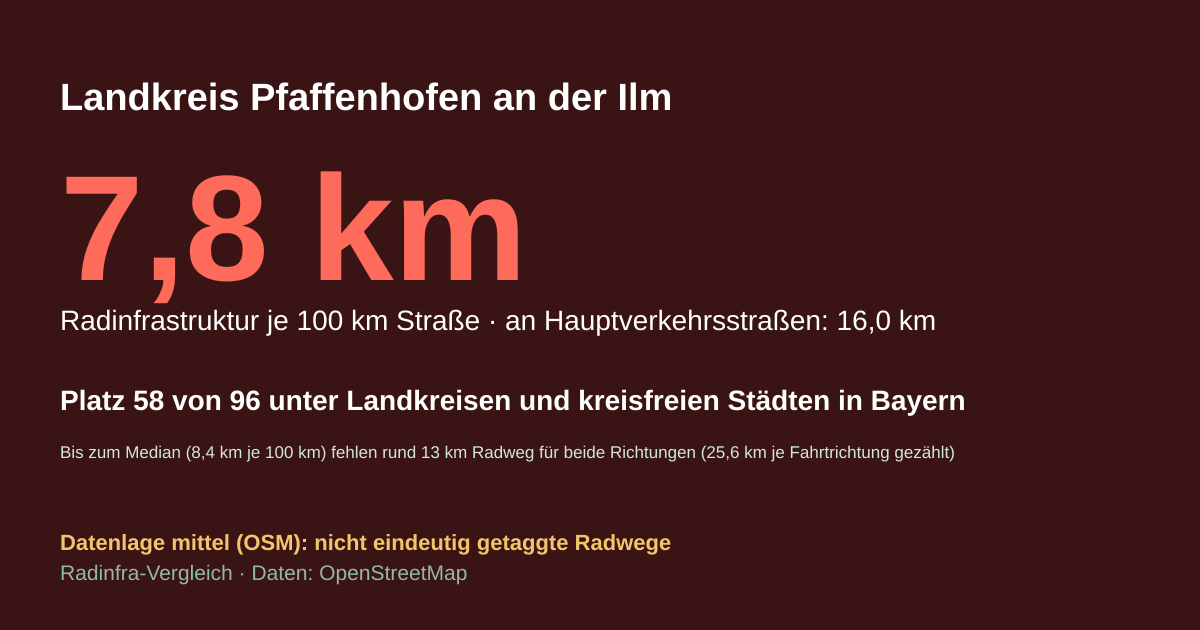 Landkreis Pfaffenhofen an der Ilm
7,8 km
Radinfrastruktur je 100 km Straße · an Hauptverkehrsstraßen: 16,0 km
Platz 58 von 96 unter Landkreisen und kreisfreien Städten in Bayern
Bis zum Median (8,4 km je 100 km) fehlen rund 13 km Radweg für beide Richtungen (25,6 km je Fahrtrichtung gezählt)
Datenlage mittel (OSM): nicht eindeutig getaggte Radwege
Radinfra-Vergleich · Daten: OpenStreetMap